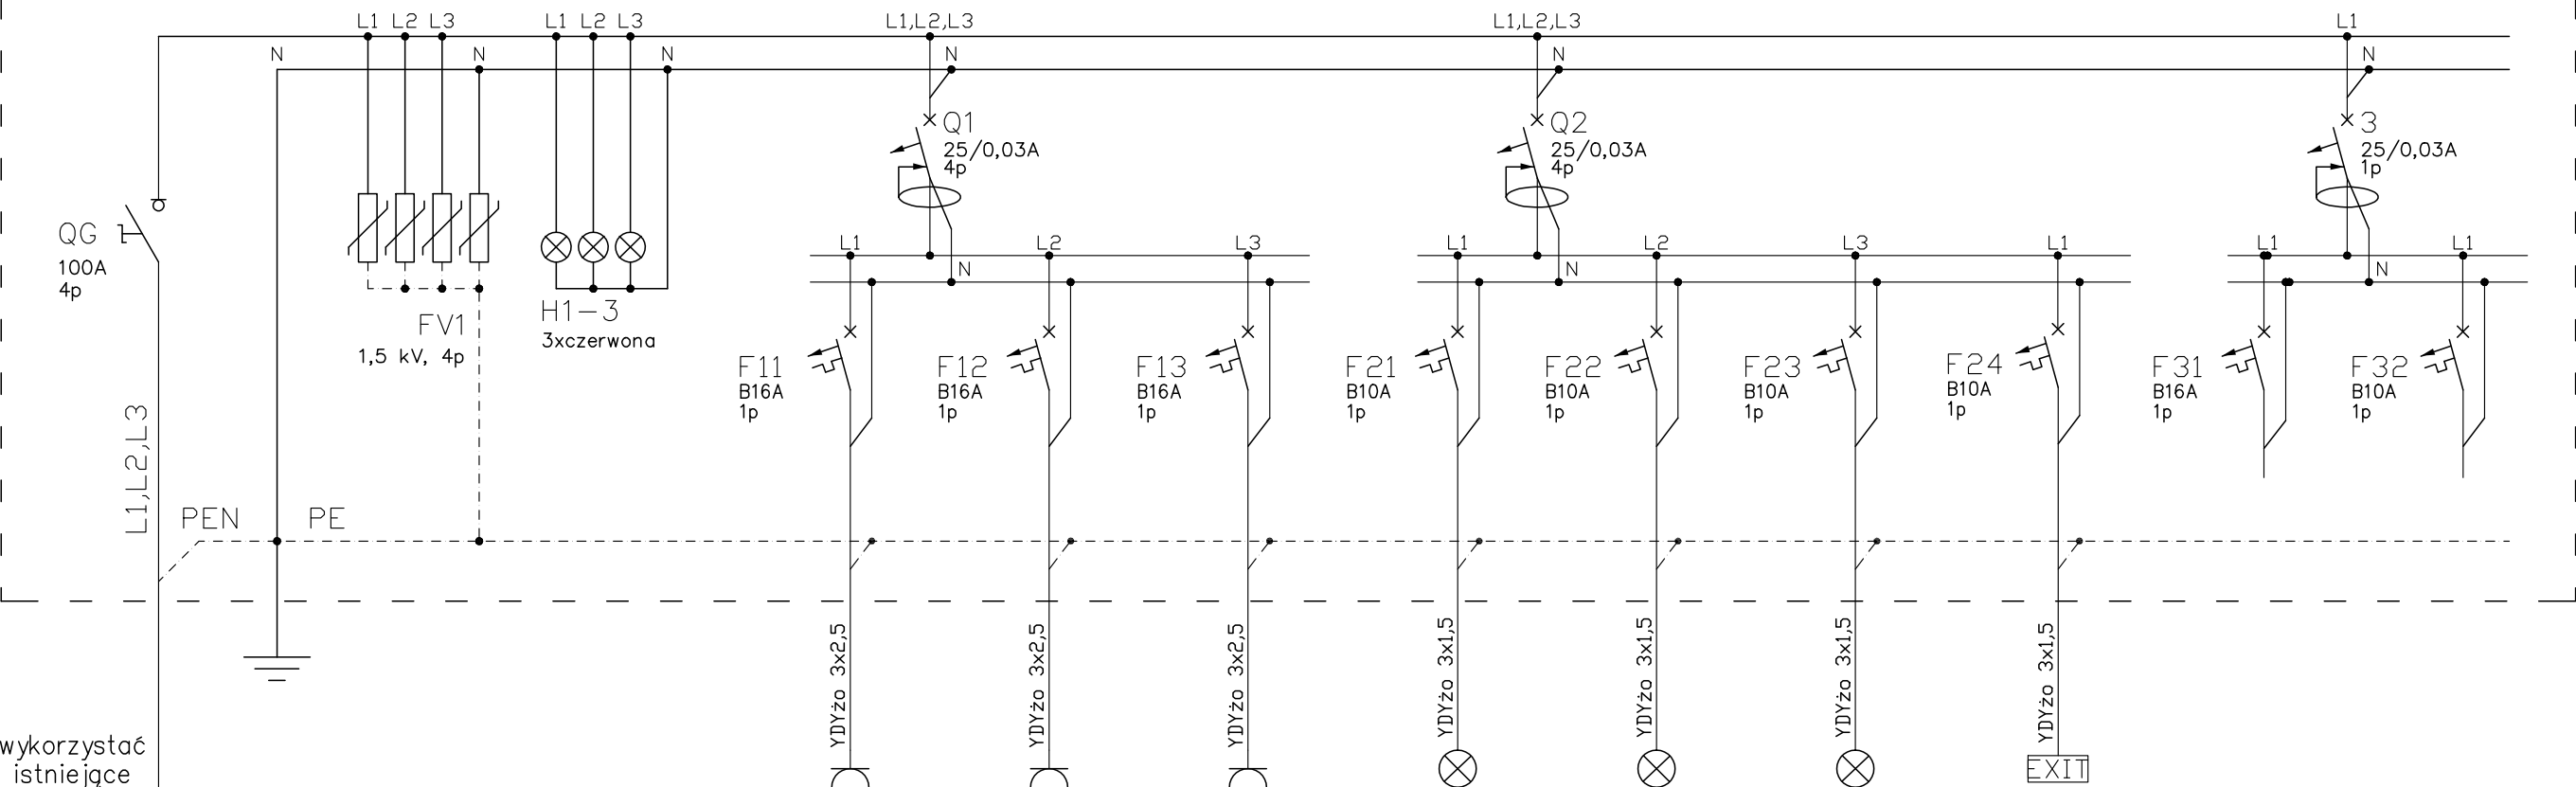 L1 L2 L3 L1 L2 L3 L1,L2,L3 L1,L2,L3 L1
N N N N N N
Q1
25/0,03A
4p
Q2
25/0,03A
4p
3
25/0,03A
1p
QG
100A
4p
L1 L2 L3 L1 L2 L3 L1 L1 L1
N N N
H1-3
3xczerwona
FV1
1,5 kV, 4p
F11
B16A
1p
F12
B16A
1p
F13
B16A
1p
F21
B10A
1p
F22
B10A
1p
F23
B10A
1p
F24
B10A
1p
F31
B16A
1p
F32
B10A
1p
L1,L2,L3
PEN PE
YDYżo 3x2,5
YDYżo 3x2,5
YDYżo 3x2,5
YDYżo 3x1,5
YDYżo 3x1,5
YDYżo 3x1,5
YDYżo 3x1,5
wykorzystać
istniejące
EXIT